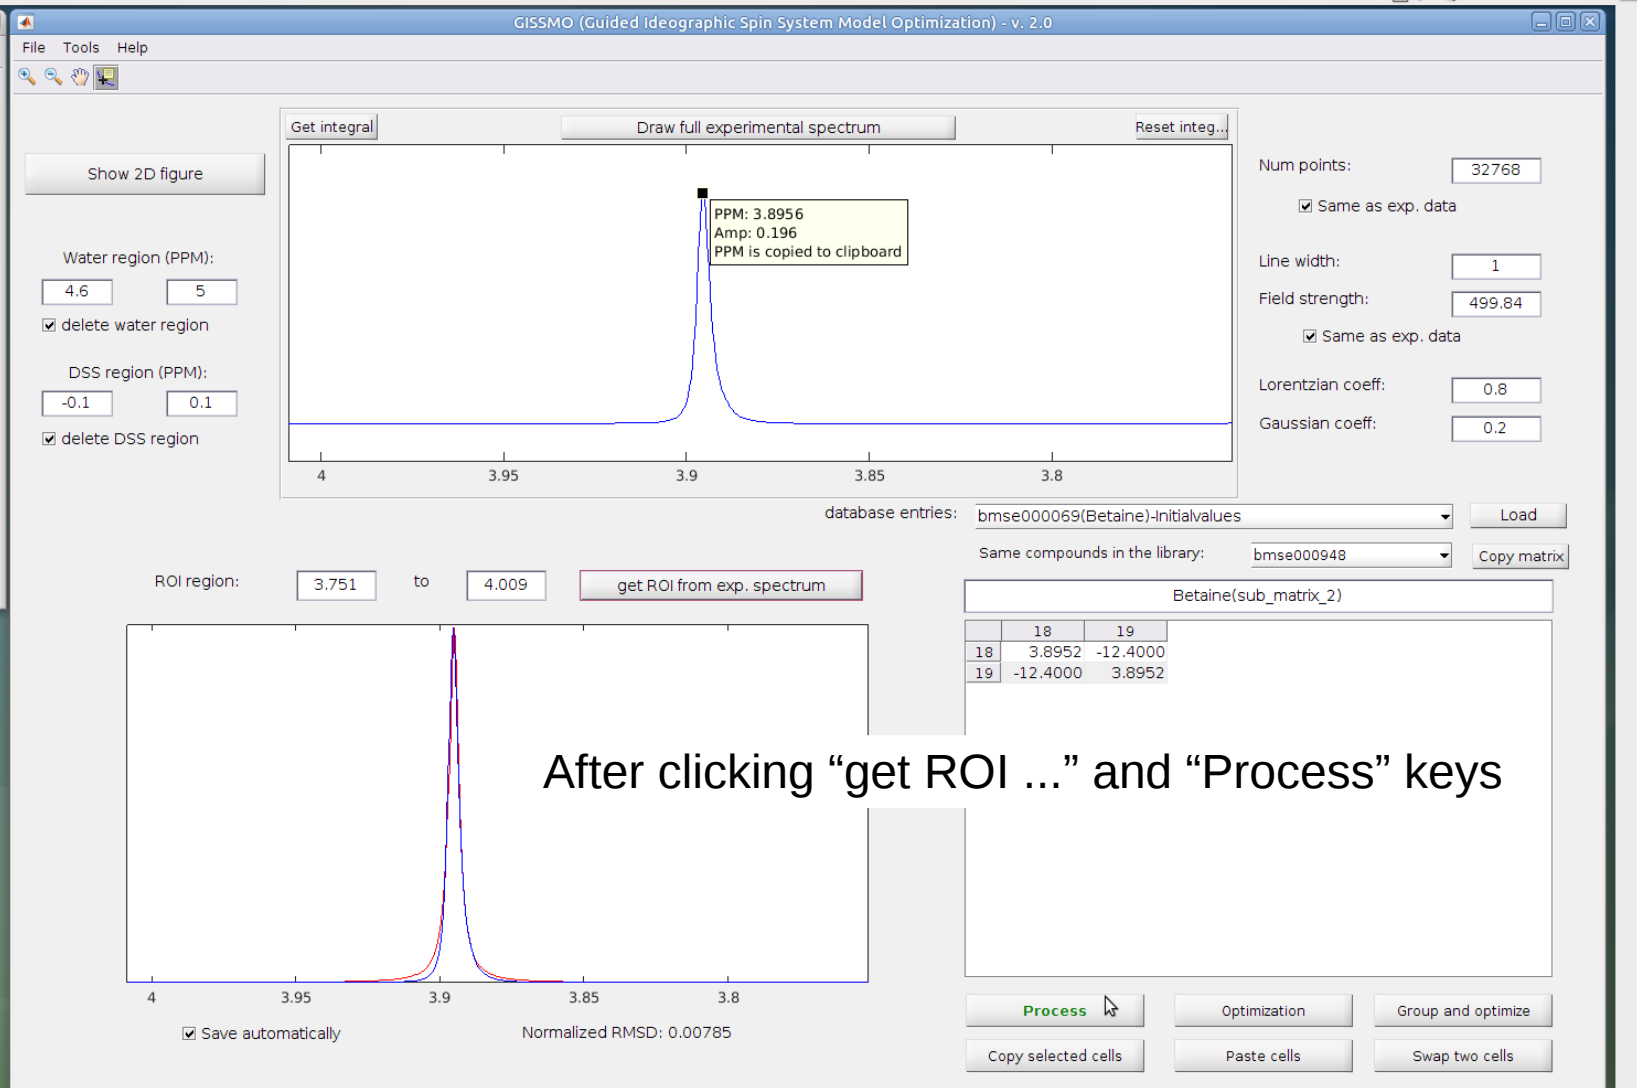 GISSMO (Guided Ideographic Spin System Model Optimization) - v. 2.0
File Tools Help
Get integral Draw full experimental spectrum Reset integ...
Show 2D figure
PPM: 3.8956
Amp: 0.196
PPM is copied to clipboard
4 3.95 3.9 3.85 3.8
Water region (PPM):
4.6 5
delete water region
DSS region (PPM):
-0.1 0.1
delete DSS region
Num points: 32768
Same as exp. data
Line width: 1
Field strength: 499.84
Same as exp. data
Lorentzian coeff: 0.8
Gaussian coeff: 0.2
database entries: bmse000069(Betaine)-Initialvalues Load
Same compounds in the library: bmse000948 Copy matrix
ROI region: 3.751 to 4.009 get ROI from exp. spectrum
Betaine(sub_matrix_2)
18 19
18 3.8952 -12.4000
19 -12.4000 3.8952
After clicking “get ROI ...” and “Process” keys
4 3.95 3.9 3.85 3.8
Save automatically Normalized RMSD: 0.00785
Process Optimization Group and optimize
Copy selected cells Paste cells Swap two cells